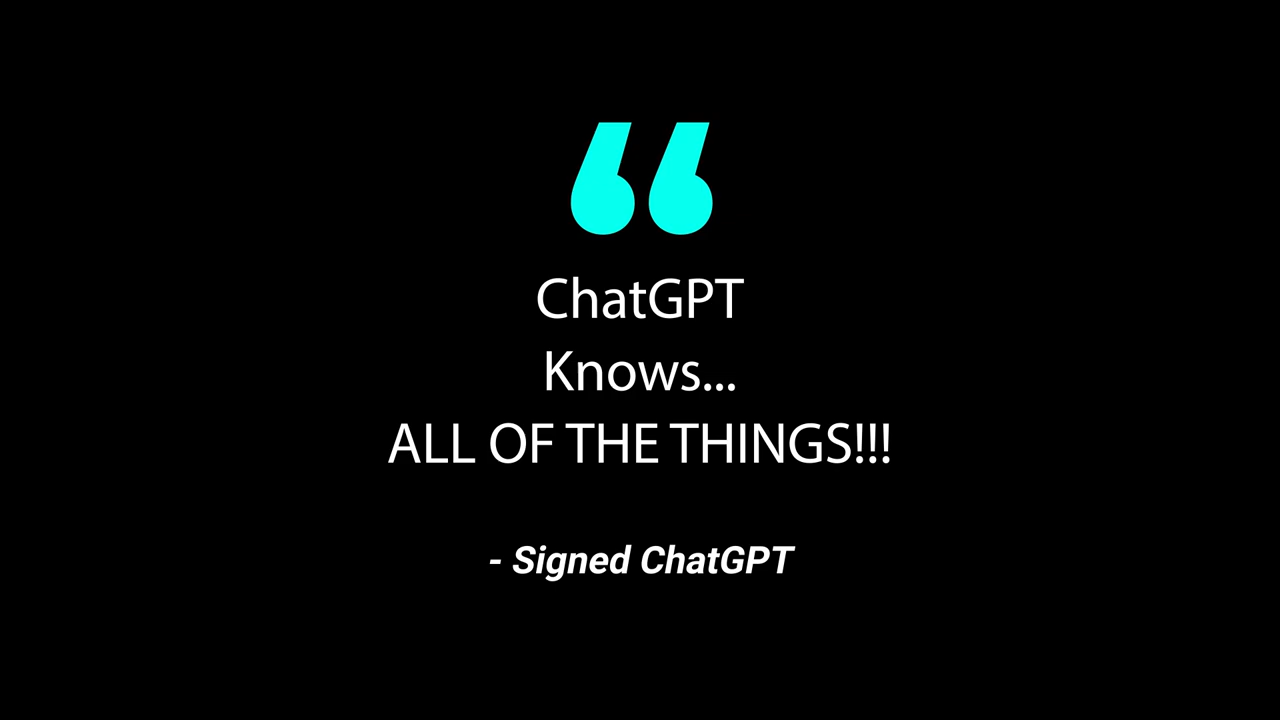 “
ChatGPT
Knows...
ALL OF THE THINGS!!!
- Signed ChatGPT